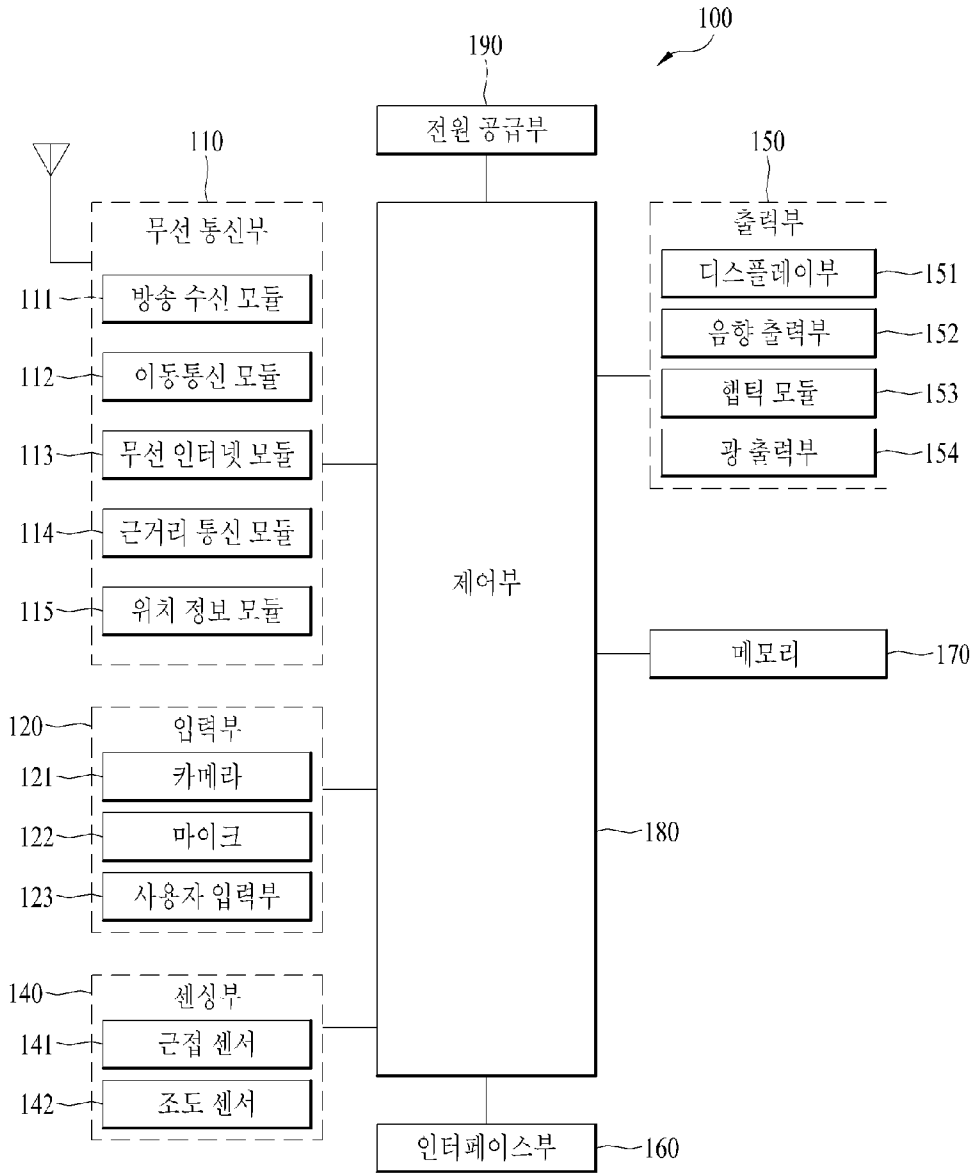 100
190
전원 공급부
110
무선 통신부
111
방송 수신 모듈
112
이동통신 모듈
113
무선 인터넷 모듈
114
근거리 통신 모듈
115
위치 정보 모듈
120
입력부
121
카메라
122
마이크
123
사용자 입력부
140
센싱부
141
근접 센서
142
조도 센서
제어부
180
150
출력부
디스플레이부
151
음향 출력부
152
햅틱 모듈
153
광 출력부
154
메모리
170
인터페이스부
160